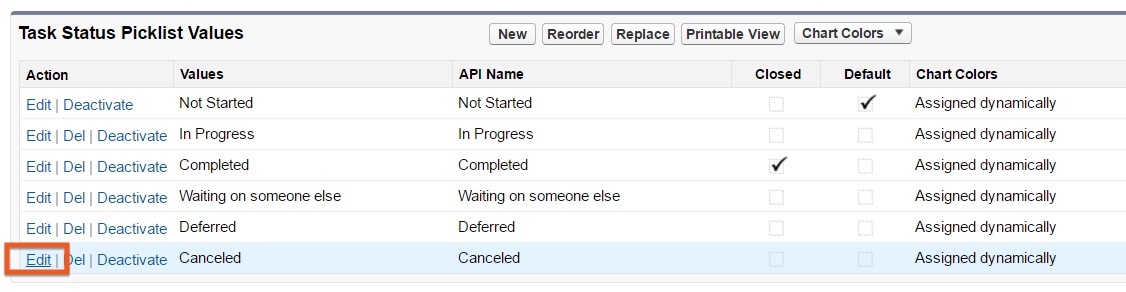 Task Status Picklist Values New Reorder Replace Printable View Chart Colors
Action Values API Name Closed Default Chart Colors
Edit | Deactivate Not Started Not Started Assigned dynamically
Edit | Del | Deactivate In Progress In Progress Assigned dynamically
Edit | Del | Deactivate Completed Completed Assigned dynamically
Edit | Del | Deactivate Waiting on someone else Waiting on someone else Assigned dynamically
Edit | Del | Deactivate Deferred Deferred Assigned dynamically
Edit | Del | Deactivate Canceled Canceled Assigned dynamically